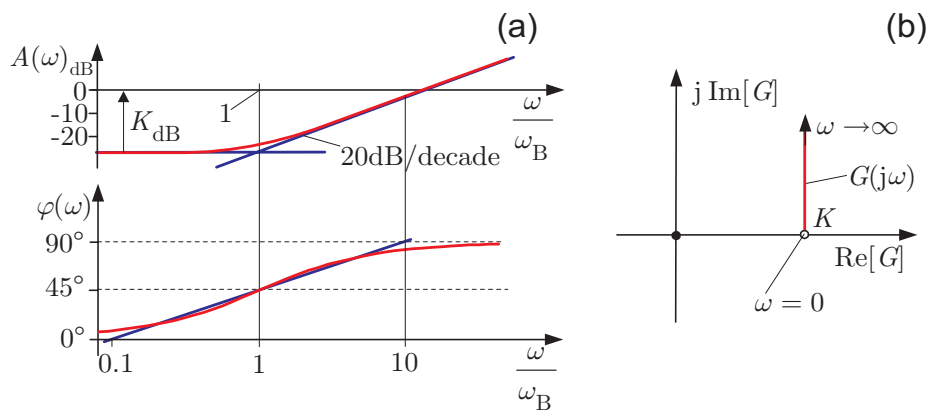 (a)
A(ω)dB
0
-10
-20
KdB
1
20dB/decade
ω
ωB
φ(ω)
90°
45°
0°
0.1
1
10
ω
ωB
(b)
j Im[G]
ω→∞
G(jω)
K
Re[G]
ω = 0